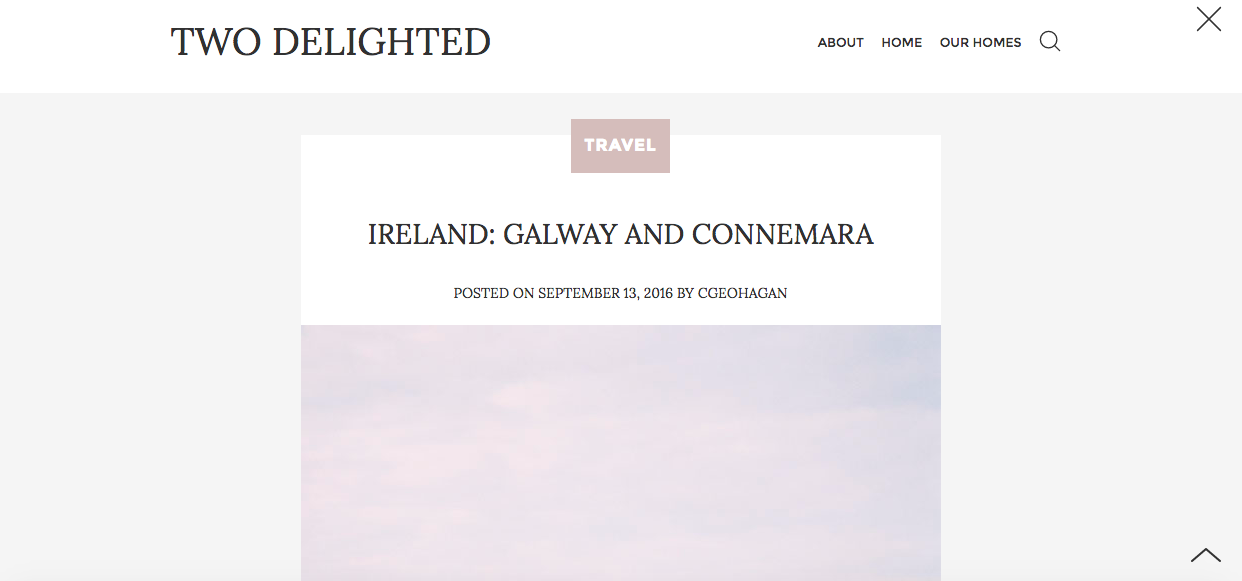 TWO DELIGHTED
ABOUT HOME OUR HOMES
TRAVEL
IRELAND: GALWAY AND CONNEMARA
POSTED ON SEPTEMBER 13, 2016 BY CGEOHAGAN